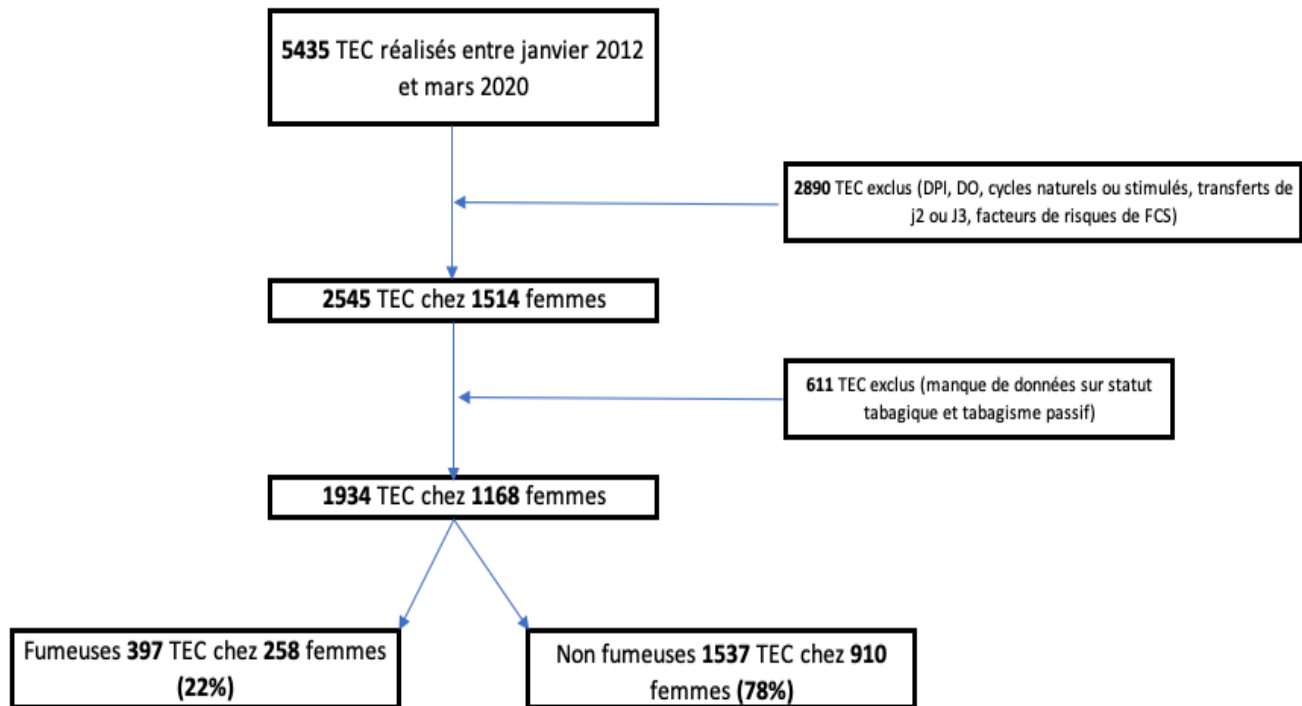 5435 TEC réalisés entre janvier 2012
et mars 2020
2890 TEC exclus (DPI, DO, cycles naturels ou stimulés, transferts de
j2 ou J3, facteurs de risques de FCS)
2545 TEC chez 1514 femmes
611 TEC exclus (manque de données sur statut
tabagique et tabagisme passif)
1934 TEC chez 1168 femmes
Fumeuses 397 TEC chez 258 femmes
(22%)
Non fumeuses 1537 TEC chez 910
femmes (78%)